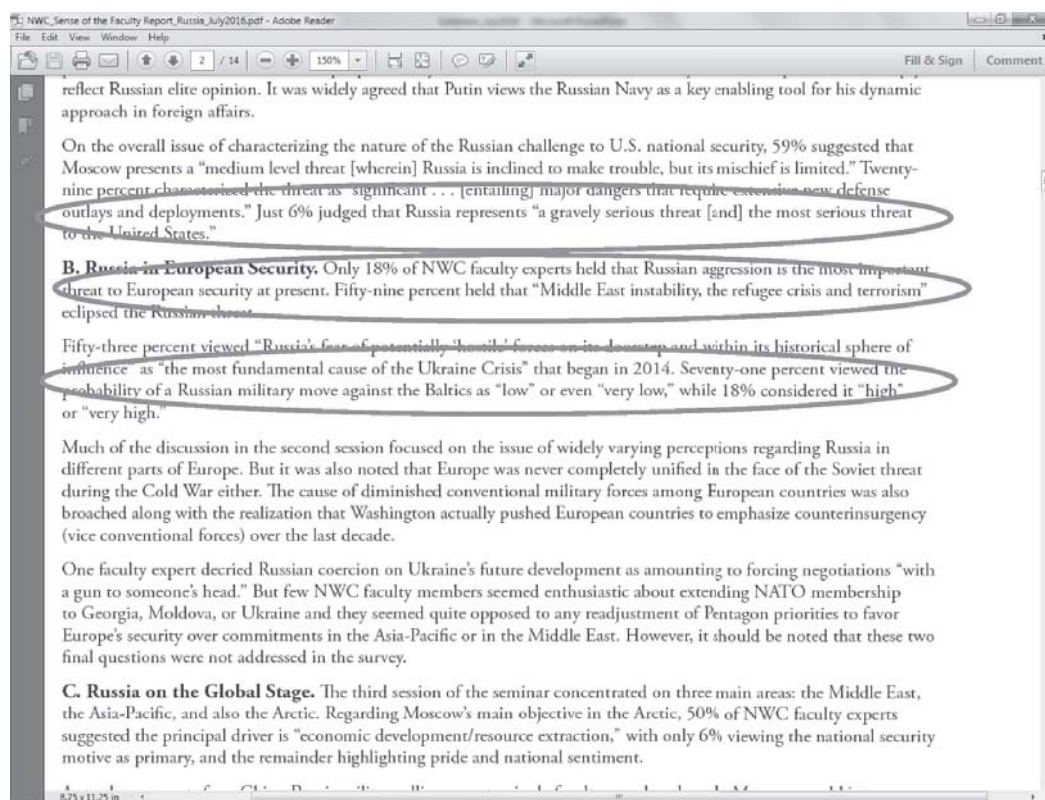 NWC_Sense of the Faculty Report_Russia_July2016.pdf - Adobe Reader
File Edit View Window Help
2 / 14 150% Fill & Sign Comment
reflect Russian elite opinion. It was widely agreed that Putin views the Russian Navy as a key enabling tool for his dynamic
approach in foreign affairs.
On the overall issue of characterizing the nature of the Russian challenge to U.S. national security, 59% suggested that
Moscow presents a “medium level threat [wherein] Russia is inclined to make trouble, but its mischief is limited.” Twenty-
nine percent characterized the threat as “significant . . . [entailing] major dangers that require extensive new defense
outlays and deployments.” Just 6% judged that Russia represents “a gravely serious threat [and] the most serious threat
to the United States.”
B. Russia in European Security. Only 18% of NWC faculty experts held that Russian aggression is the most important
threat to European security at present. Fifty-nine percent held that “Middle East instability, the refugee crisis and terrorism”
eclipsed the Russian threat.
Fifty-three percent viewed “Russia’s fear of potentially ‘hostile’ forces on its doorstep and within its historical sphere of
influence” as “the most fundamental cause of the Ukraine Crisis” that began in 2014. Seventy-one percent viewed the
probability of a Russian military move against the Baltics as “low” or even “very low,” while 18% considered it “high”
or “very high.”
Much of the discussion in the second session focused on the issue of widely varying perceptions regarding Russia in
different parts of Europe. But it was also noted that Europe was never completely unified in the face of the Soviet threat
during the Cold War either. The cause of diminished conventional military forces among European countries was also
broached along with the realization that Washington actually pushed European countries to emphasize counterinsurgency
(vice conventional forces) over the last decade.
One faculty expert decried Russian coercion on Ukraine’s future development as amounting to forcing negotiations “with
a gun to someone’s head.” But few NWC faculty members seemed enthusiastic about extending NATO membership
to Georgia, Moldova, or Ukraine and they seemed quite opposed to any readjustment of Pentagon priorities to favor
Europe’s security over commitments in the Asia-Pacific or in the Middle East. However, it should be noted that these two
final questions were not addressed in the survey.
C. Russia on the Global Stage. The third session of the seminar concentrated on three main areas: the Middle East,
the Asia-Pacific, and also the Arctic. Regarding Moscow’s main objective in the Arctic, 50% of NWC faculty experts
suggested the principal driver is “economic development/resource extraction,” with only 6% viewing the national security
motive as primary, and the remainder highlighting pride and national sentiment.
8.75 x 11.25 in